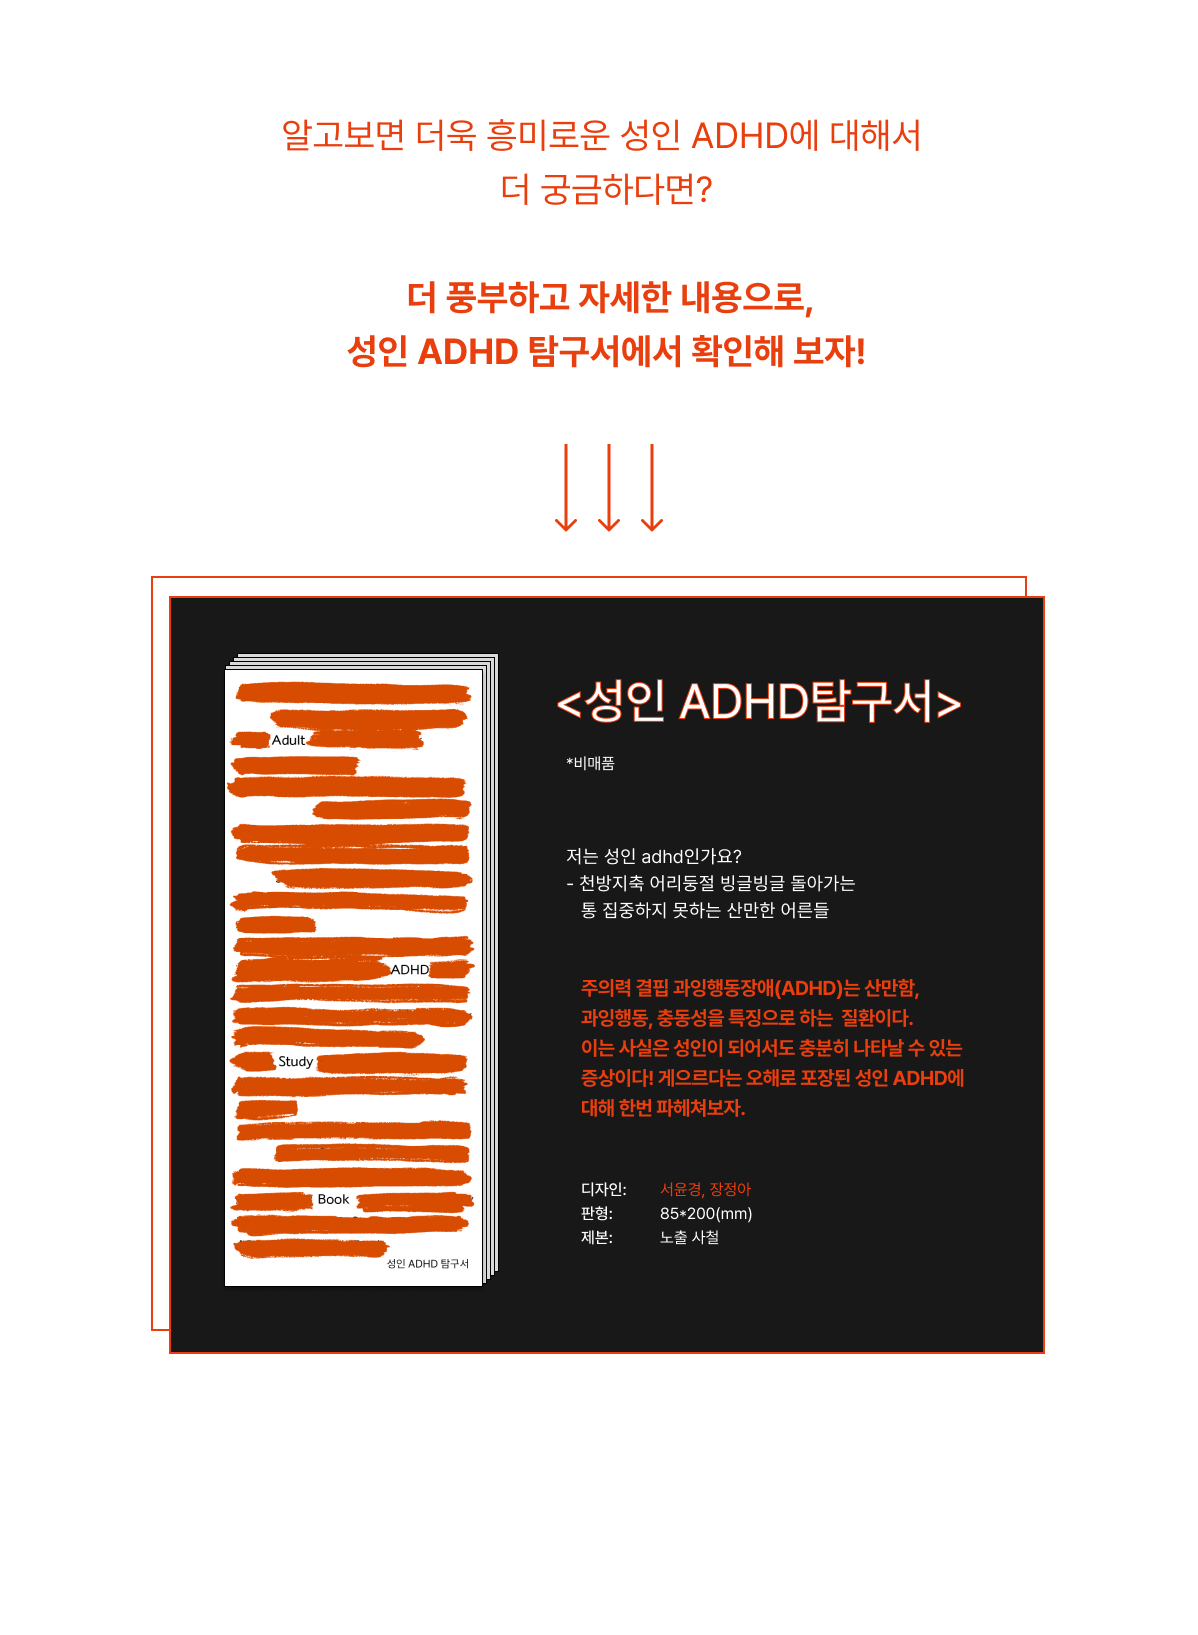 알고보면 더욱 흥미로운 성인 ADHD에 대해서
더 궁금하다면?
더 풍부하고 자세한 내용으로,
성인 ADHD 탐구서에서 확인해 보자!
Adult
ADHD
Study
Book
성인 ADHD 탐구서
<성인 ADHD탐구서>
*비매품
저는 성인 adhd인가요?
- 천방지축 어리둥절 빙글빙글 돌아가는
통 집중하지 못하는 산만한 어른들
주의력 결핍 과잉행동장애(ADHD)는 산만함,
과잉행동, 충동성을 특징으로 하는 질환이다.
이는 사실은 성인이 되어서도 충분히 나타날 수 있는
증상이다! 게으르다는 오해로 포장된 성인 ADHD에
대해 한번 파헤쳐보자.
디자인: 서윤경, 장정아
판형: 85*200(mm)
제본: 노출 사철